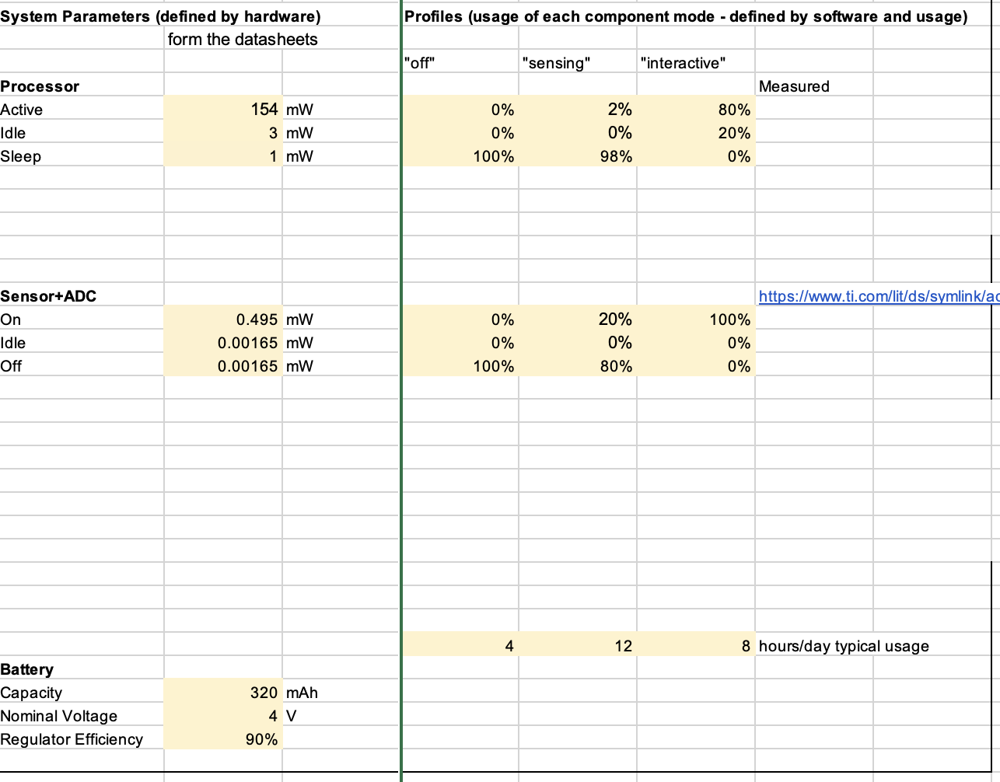 System Parameters (defined by hardware) Profiles (usage of each component mode - defined by software and usage)
form the datasheets
"off" "sensing" "interactive"
Processor Measured
Active 154 mW 0% 2% 80%
Idle 3 mW 0% 0% 20%
Sleep 1 mW 100% 98% 0%
Sensor+ADC https://www.ti.com/lit/ds/symlink/
On 0.495 mW 0% 20% 100%
Idle 0.00165 mW 0% 0% 0%
Off 0.00165 mW 100% 80% 0%
4 12 8 hours/day typical usage
Battery
Capacity 320 mAh
Nominal Voltage 4 V
Regulator Efficiency 90%